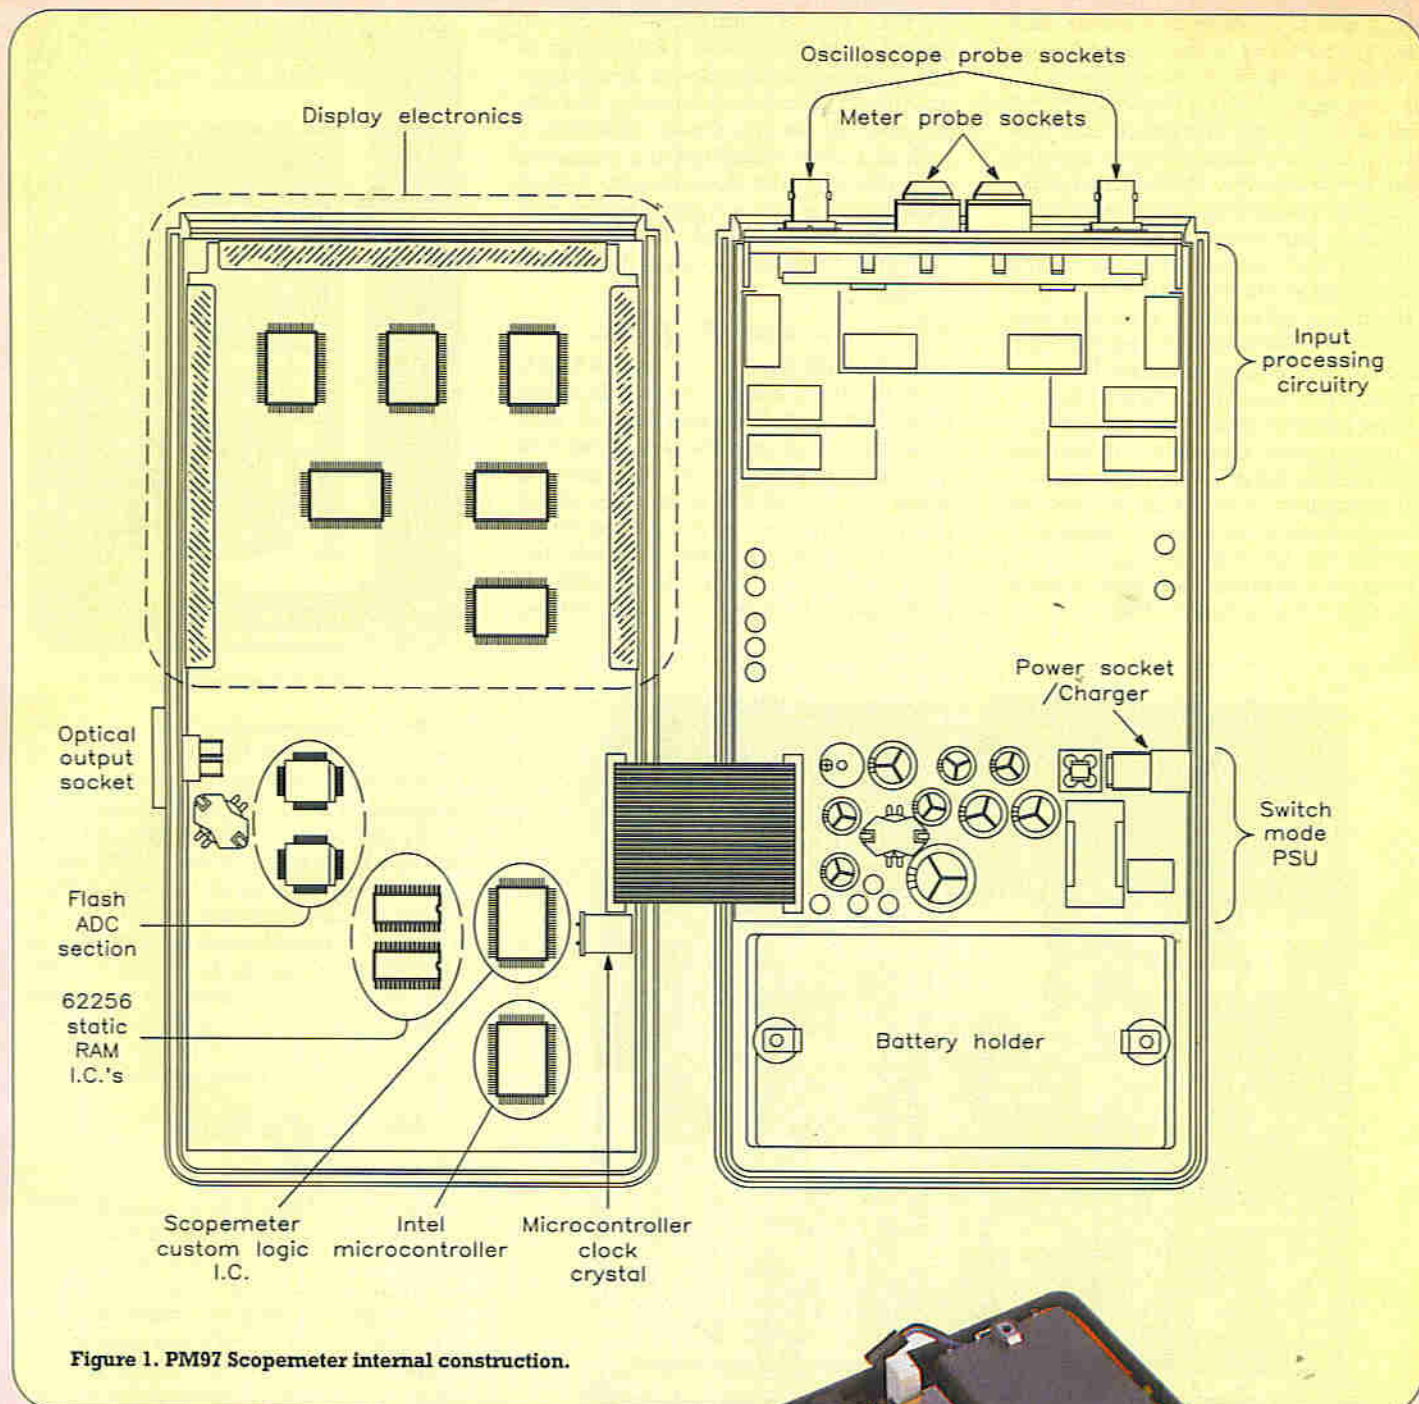 Oscilloscope probe sockets
Display electronics
Meter probe sockets
Input
processing
circuitry
Power socket
/Charger
Optical
output
socket
Switch
mode
PSU
Flash
ADC
section
62256
static
RAM
I.C.'s
Battery holder
Scopemeter
custom logic
I.C.
Intel
microcontroller
Microcontroller
clock
crystal
Figure 1. PM97 Scopemeter internal construction.